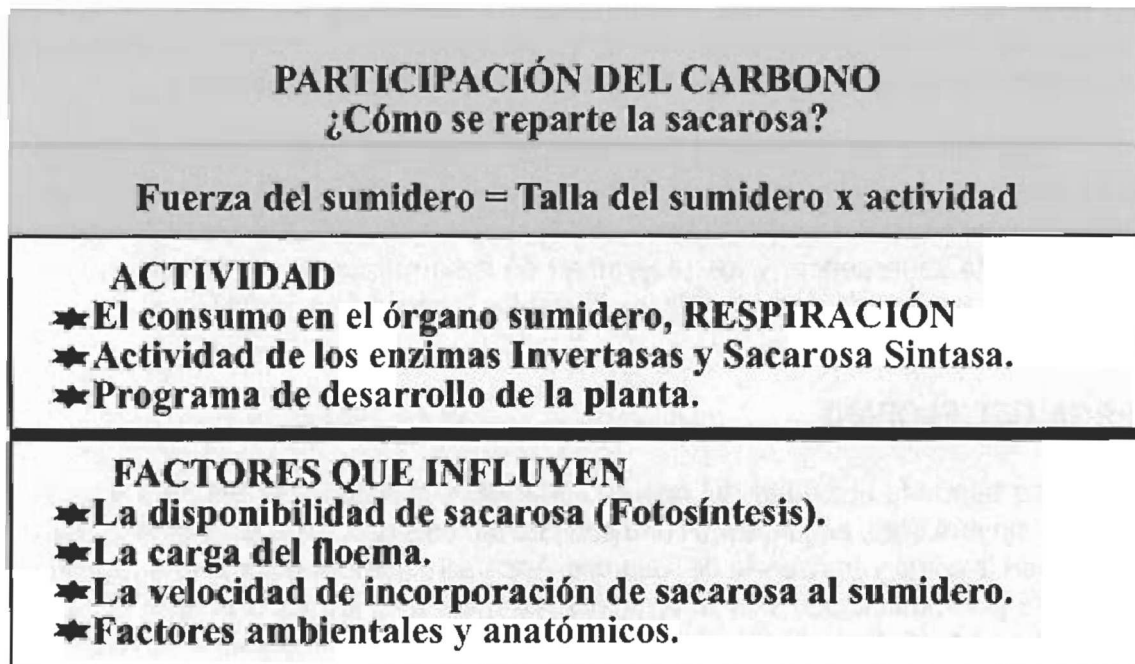 PARTICIPACIÓN DEL CARBONO
¿Cómo se reparte la sacarosa?
Fuerza del sumidero = Talla del sumidero x actividad
ACTIVIDAD
✱El consumo en el órgano sumidero, RESPIRACIÓN
✱Actividad de los enzimas Invertasas y Sacarosa Sintasa.
✱Programa de desarrollo de la planta.
FACTORES QUE INFLUYEN
✱La disponibilidad de sacarosa (Fotosíntesis).
✱La carga del floema.
✱La velocidad de incorporación de sacarosa al sumidero.
✱Factores ambientales y anatómicos.